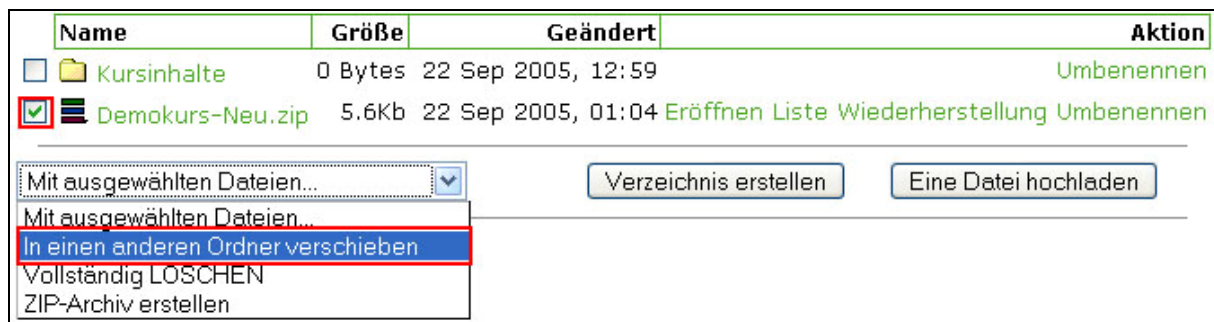 Name Größe Geändert Aktion
Kursinhalte 0 Bytes 22 Sep 2005, 12:59 Umbenennen
Demokurs-Neu.zip 5.6Kb 22 Sep 2005, 01:04 Eröffnen Liste Wiederherstellung Umbenennen
Mit ausgewählten Dateien... Verzeichnis erstellen Eine Datei hochladen
Mit ausgewählten Dateien...
In einen anderen Ordner verschieben
Vollständig LÖSCHEN
ZIP-Archiv erstellen